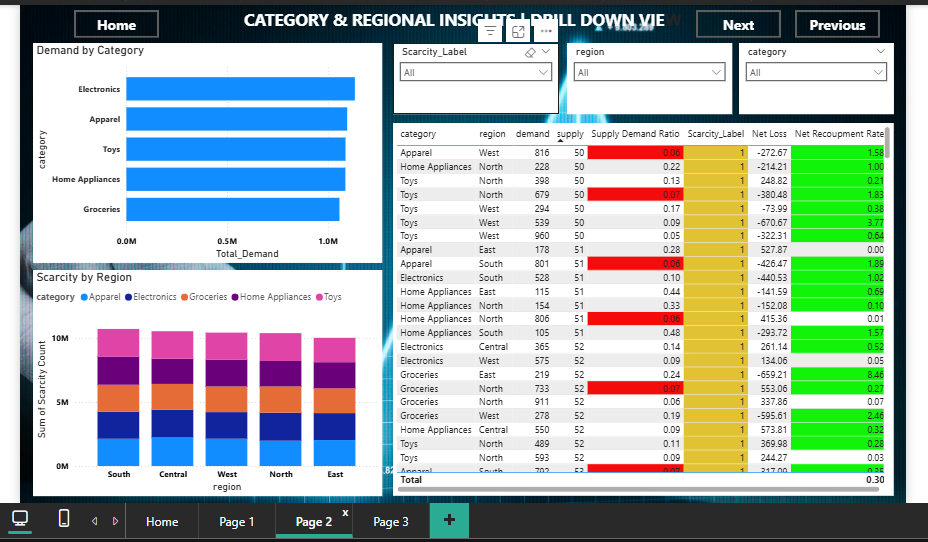 Home
CATEGORY & REGIONAL INSIGHTS | DRILL DOWN VIEW
Next
Previous
Demand by Category
category
Electronics
Apparel
Toys
Home Appliances
Groceries
0.0M 0.5M 1.0M
Total_Demand
Scarcity by Region
category Apparel Electronics Groceries Home Appliances Toys
Sum of Scarcity Count
10M
5M
0M
South Central West North East
region
Scarcity_Label
All
region
All
category
All
category region demand supply Supply Demand Ratio Scarcity_Label Net Loss Net Recoupment Rate
Apparel West 816 50 0.06 1 -272.67 1.58
Home Appliances North 228 50 0.22 1 -214.21 1.00
Toys North 398 50 0.13 1 248.82 0.21
Toys North 679 50 0.07 1 -380.48 1.83
Toys West 294 50 0.17 1 -73.99 0.38
Toys West 539 50 0.09 1 -670.67 3.77
Toys West 960 50 0.05 1 -322.31 0.64
Apparel East 178 51 0.28 1 527.87 0.00
Apparel South 801 51 0.06 1 -426.47 1.89
Electronics South 528 51 0.10 1 -440.53 1.02
Home Appliances East 115 51 0.44 1 -141.59 0.69
Home Appliances North 154 51 0.33 1 -152.08 0.10
Home Appliances North 806 51 0.06 1 415.36 0.01
Home Appliances South 105 51 0.48 1 -293.72 1.57
Electronics Central 365 52 0.14 1 261.14 0.52
Electronics West 575 52 0.09 1 134.06 0.05
Groceries East 219 52 0.24 1 -659.21 8.46
Groceries North 733 52 0.07 1 553.06 0.27
Groceries North 911 52 0.06 1 337.86 0.07
Groceries West 278 52 0.19 1 -595.61 2.46
Home Appliances Central 550 52 0.09 1 573.81 0.32
Toys North 489 52 0.11 1 369.98 0.28
Toys North 593 52 0.09 1 244.27 0.03
Apparel South 792 53 0.07 1
Total 0.30
Home Page 1 Page 2 x Page 3 +